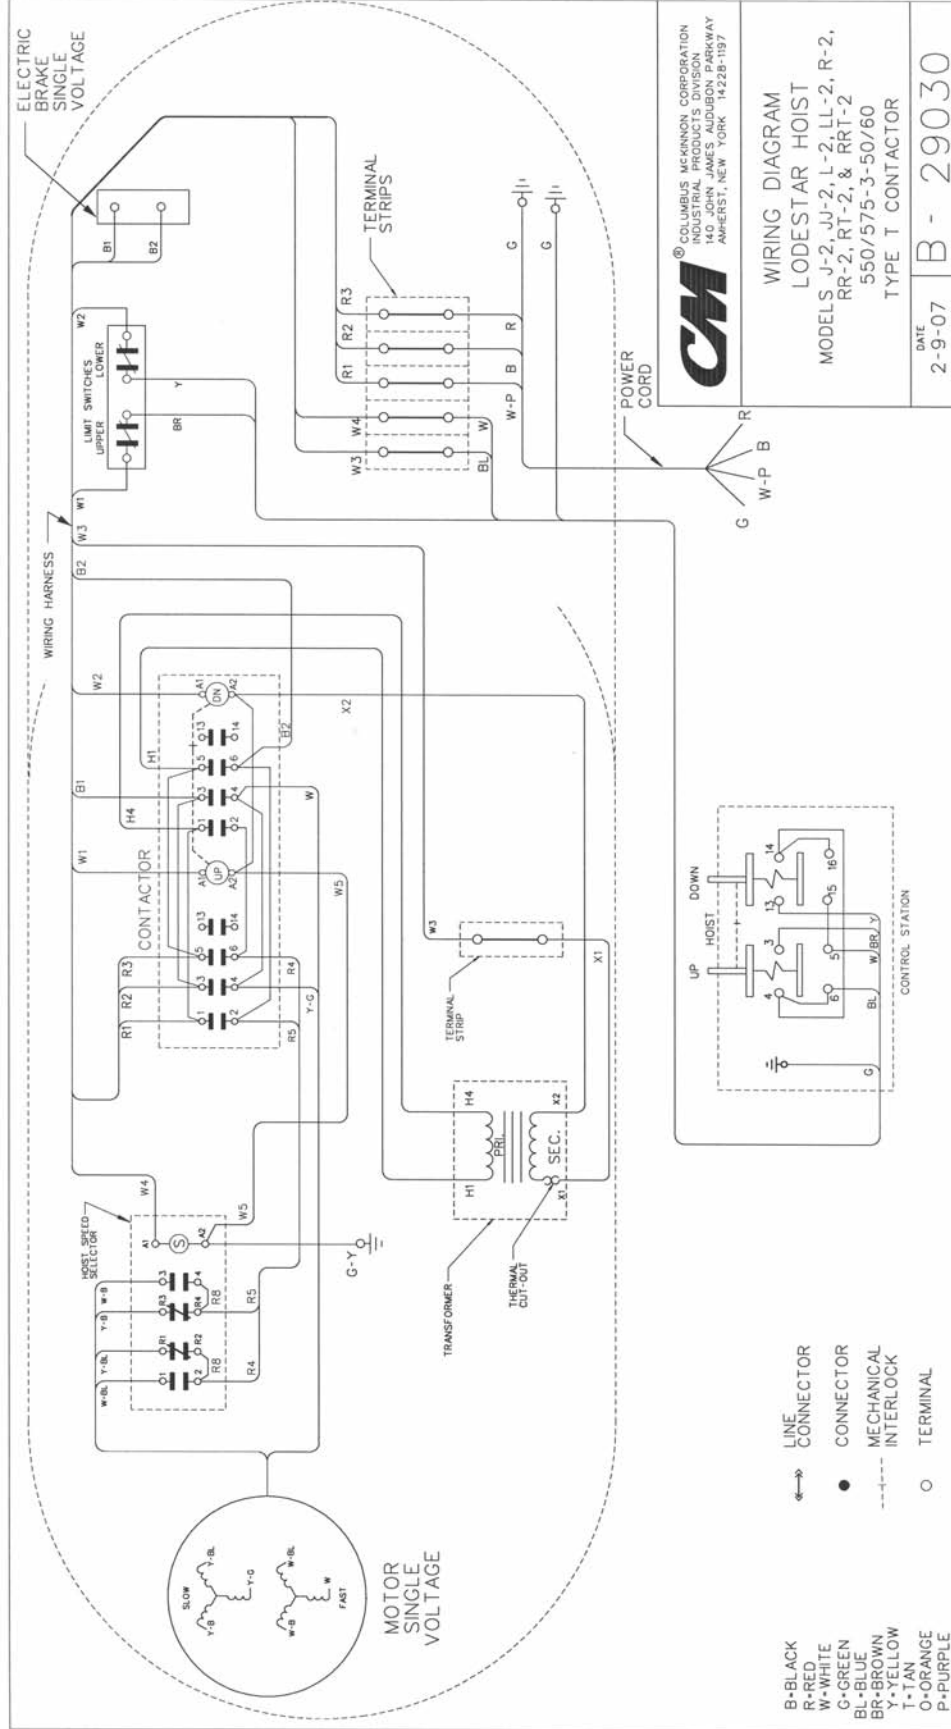 ELECTRIC
BRAKE
SINGLE
VOLTAGE
B1
B2
W2
LIMIT SWITCHES
UPPER LOWER
Y
BR
W1
W3
B2
WIRING HARNESS
TERMINAL
STRIPS
W3
W4
R1
R2
R3
BL
W
W-P
B
R
G
G
POWER
CORD
G
W-P
B
R
W2
B1
W1
H1
H4
CONTACTOR
R3
R2
R1
1
3
5
13
2
4
6
14
A1
UP
A2
1
3
5
13
2
4
6
14
A1
DN
A2
B2
X2
W
W5
R4
Y-G
R5
W4
HOIST SPEED
SELECTOR
A1
S
A2
W5
G-Y
W-B
Y-B
Y-BL
W-BL
3
R3
R1
1
4
R4
R2
2
R8
R8
R5
R4
W3
TERMINAL
STRIP
X1
H1
H4
PRI.
SEC.
X1
X2
TRANSFORMER
THERMAL
CUT-OUT
SLOW
Y-B
Y-BL
Y-G
W-B
W-BL
W
FAST
MOTOR
SINGLE
VOLTAGE
HOIST
UP
DOWN
4
3
13
14
6
5
15
16
G
BL
W
BR
Y
CONTROL STATION
LINE
CONNECTOR
CONNECTOR
MECHANICAL
INTERLOCK
TERMINAL
B-BLACK
R-RED
W-WHITE
G-GREEN
BL-BLUE
BR-BROWN
Y-YELLOW
T-TAN
O-ORANGE
P-PURPLE
CM ®
COLUMBUS MCKINNON CORPORATION
INDUSTRIAL PRODUCTS DIVISION
140 JOHN JAMES AUDUBON PARKWAY
AMHERST, NEW YORK 14228-1197
WIRING DIAGRAM
LODESTAR HOIST
MODELS J-2, JJ-2, L-2, LL-2, R-2,
RR-2, RT-2, & RRT-2
550/575-3-50/60
TYPE T CONTACTOR
DATE
2-9-07
B - 29030